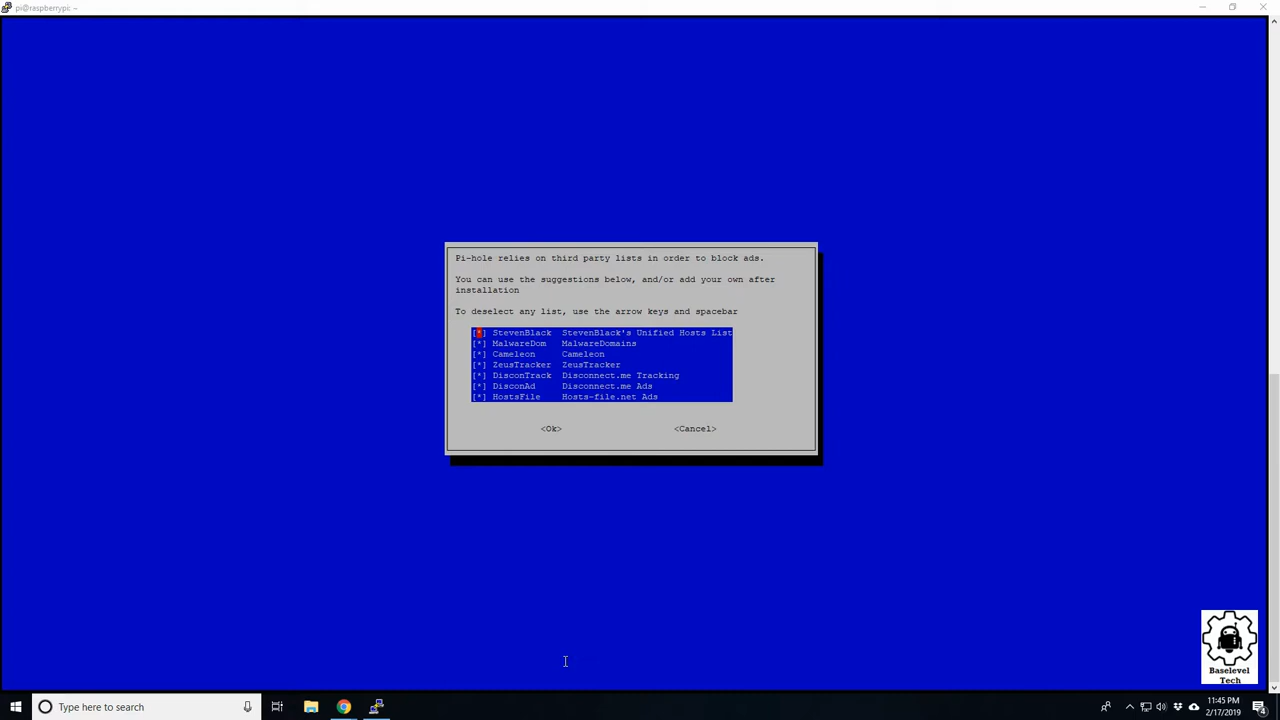 pi@raspberrypi: ~
Pi-hole relies on third party lists in order to block ads.
You can use the suggestions below, and/or add your own after
installation
To deselect any list, use the arrow keys and spacebar
[*] StevenBlack StevenBlack's Unified Hosts List
[*] MalwareDom MalwareDomains
[*] Cameleon Cameleon
[*] ZeusTracker ZeusTracker
[*] DisconTrack Disconnect.me Tracking
[*] DisconAd Disconnect.me Ads
[*] HostsFile Hosts-file.net Ads
<Ok> <Cancel>
Baselevel
Tech
Type here to search
11:45 PM
2/17/2019
4